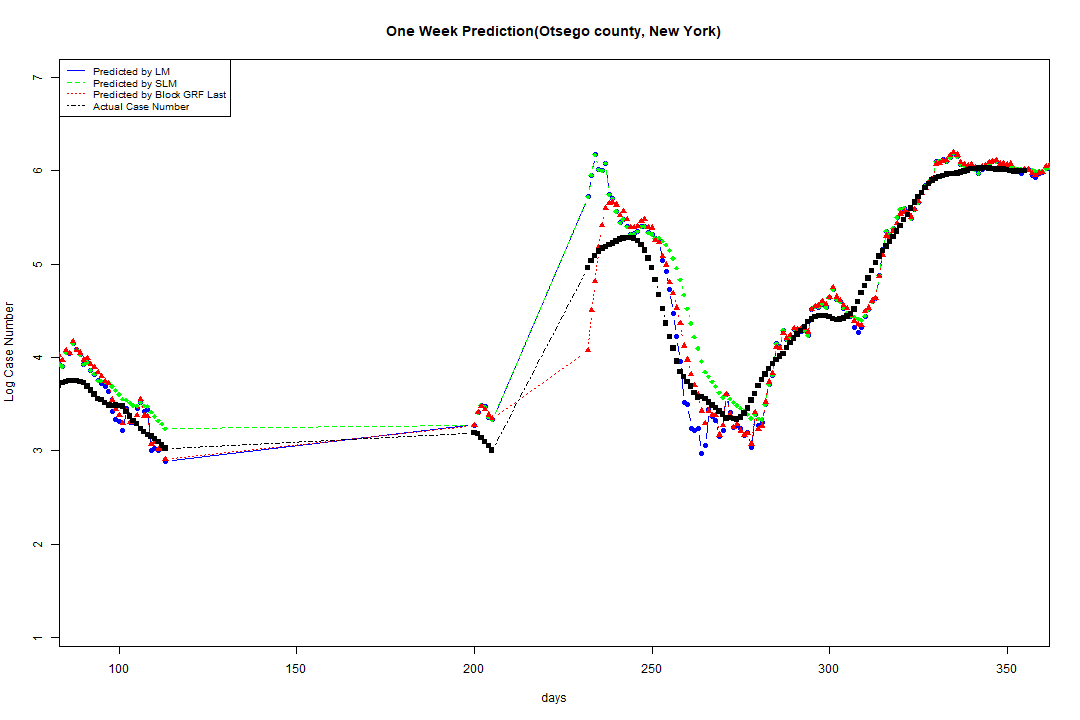 One Week Prediction(Otsego county, New York)
Predicted by LM
Predicted by SLM
Predicted by Block GRF Last
Actual Case Number
7
6
5
4
3
2
1
Log Case Number
100 150 200 250 300 350
days